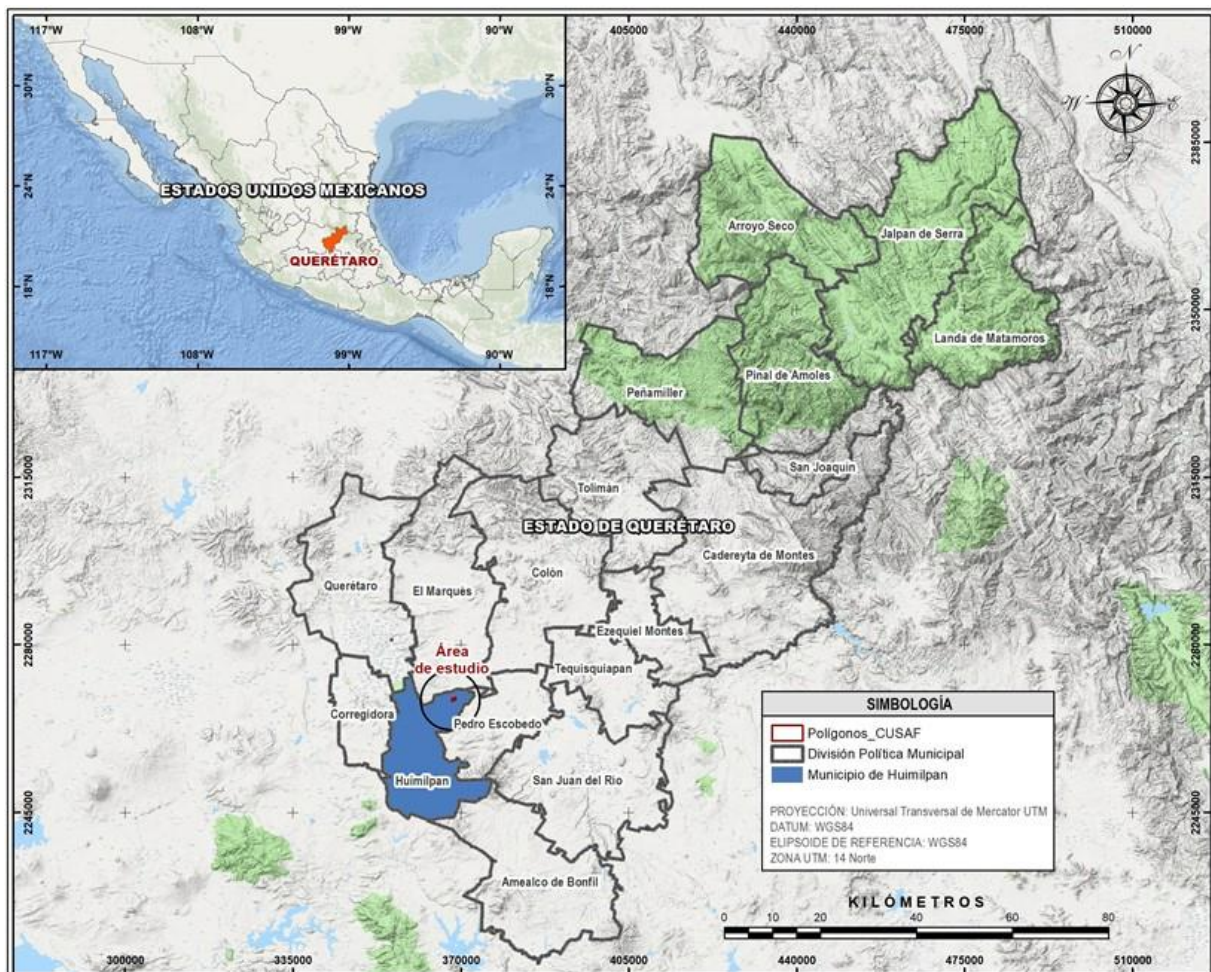 117°W 108°W 99°W 90°W
30°N
24°N
18°N
30°N
24°N
18°N
ESTADOS UNIDOS MEXICANOS
QUERÉTARO
117°W 108°W 99°W 90°W
405000 440000 475000 510000
N
W E
S
2385000
2350000
2315000
2280000
2245000
2315000
2280000
2245000
Arroyo Seco
Jalpan de Serra
Landa de Matamoros
Pinal de Amoles
Peñamiller
San Joaquín
Tolimán
ESTADO DE QUERÉTARO
Cadereyta de Montes
Colón
Querétaro
El Marqués
Ezequiel Montes
Área
de estudio
Tequisquiapan
Corregidora
Pedro Escobedo
Huimilpan
San Juan del Río
Amealco de Bonfil
SIMBOLOGÍA
Polígonos_CUSAF
División Política Municipal
Municipio de Huimilpan
PROYECCIÓN: Universal Transversal de Mercator UTM
DATUM: WGS84
ELIPSOIDE DE REFERENCIA: WGS84
ZONA UTM: 14 Norte
KILÓMETROS
0 10 20 40 60 80
300000 335000 370000 405000 440000 475000 510000